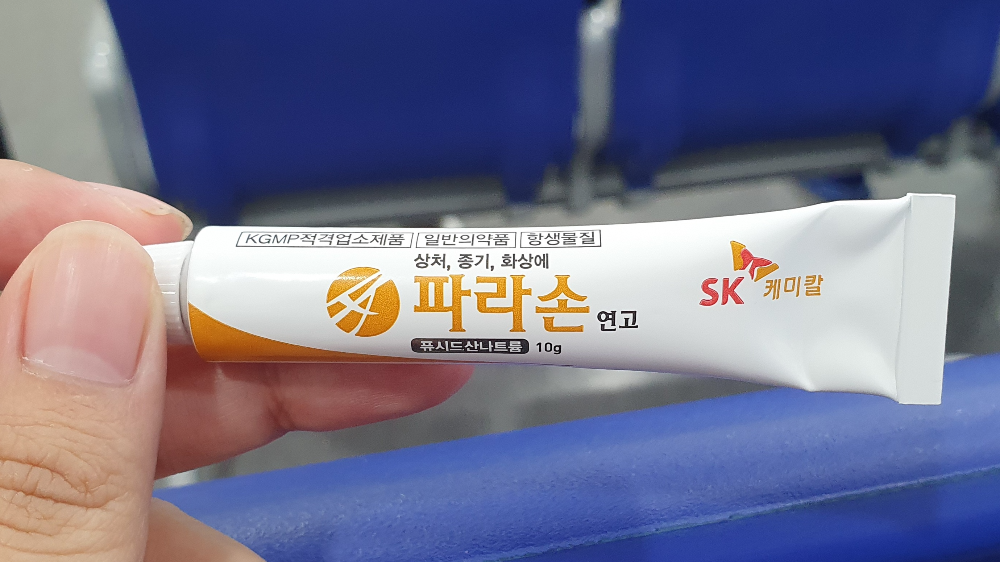 KGMP적격업소제품 일반의약품 항생물질
상처, 종기, 화상에
파라손 연고
퓨시드산나트륨 10g
SK 케미칼